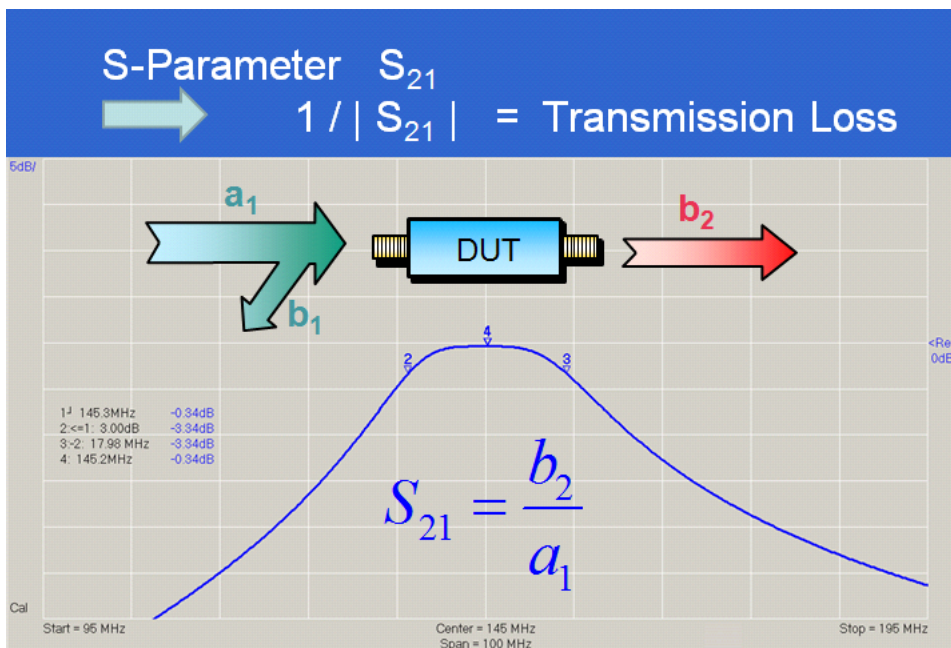 S-Parameter S21
1 / | S21 | = Transmission Loss
5dB/
a1
b2
DUT
b1
4
2
3
<Re
0dB
1┘ 145.3MHz -0.34dB
2:<=1: 3.00dB -3.34dB
3:-2: 17.98 MHz -3.34dB
4: 145.2MHz -0.34dB
S21 = b2 / a1
Cal
Start = 95 MHz Center = 145 MHz Stop = 195 MHz
Span = 100 MHz